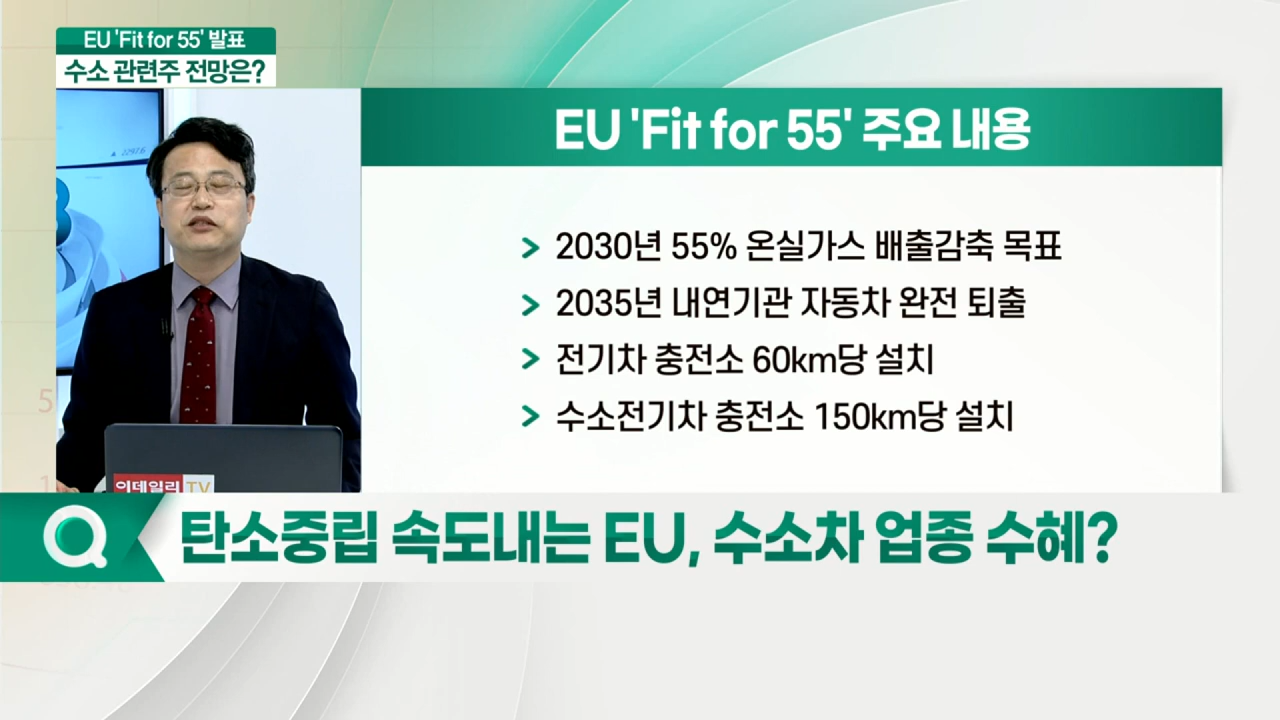 EU 'Fit for 55' 발표
수소 관련주 전망은?
EU 'Fit for 55' 주요 내용
> 2030년 55% 온실가스 배출감축 목표
> 2035년 내연기관 자동차 완전 퇴출
> 전기차 충전소 60km당 설치
> 수소전기차 충전소 150km당 설치
이데일리 TV
Q 탄소중립 속도내는 EU, 수소차 업종 수혜?